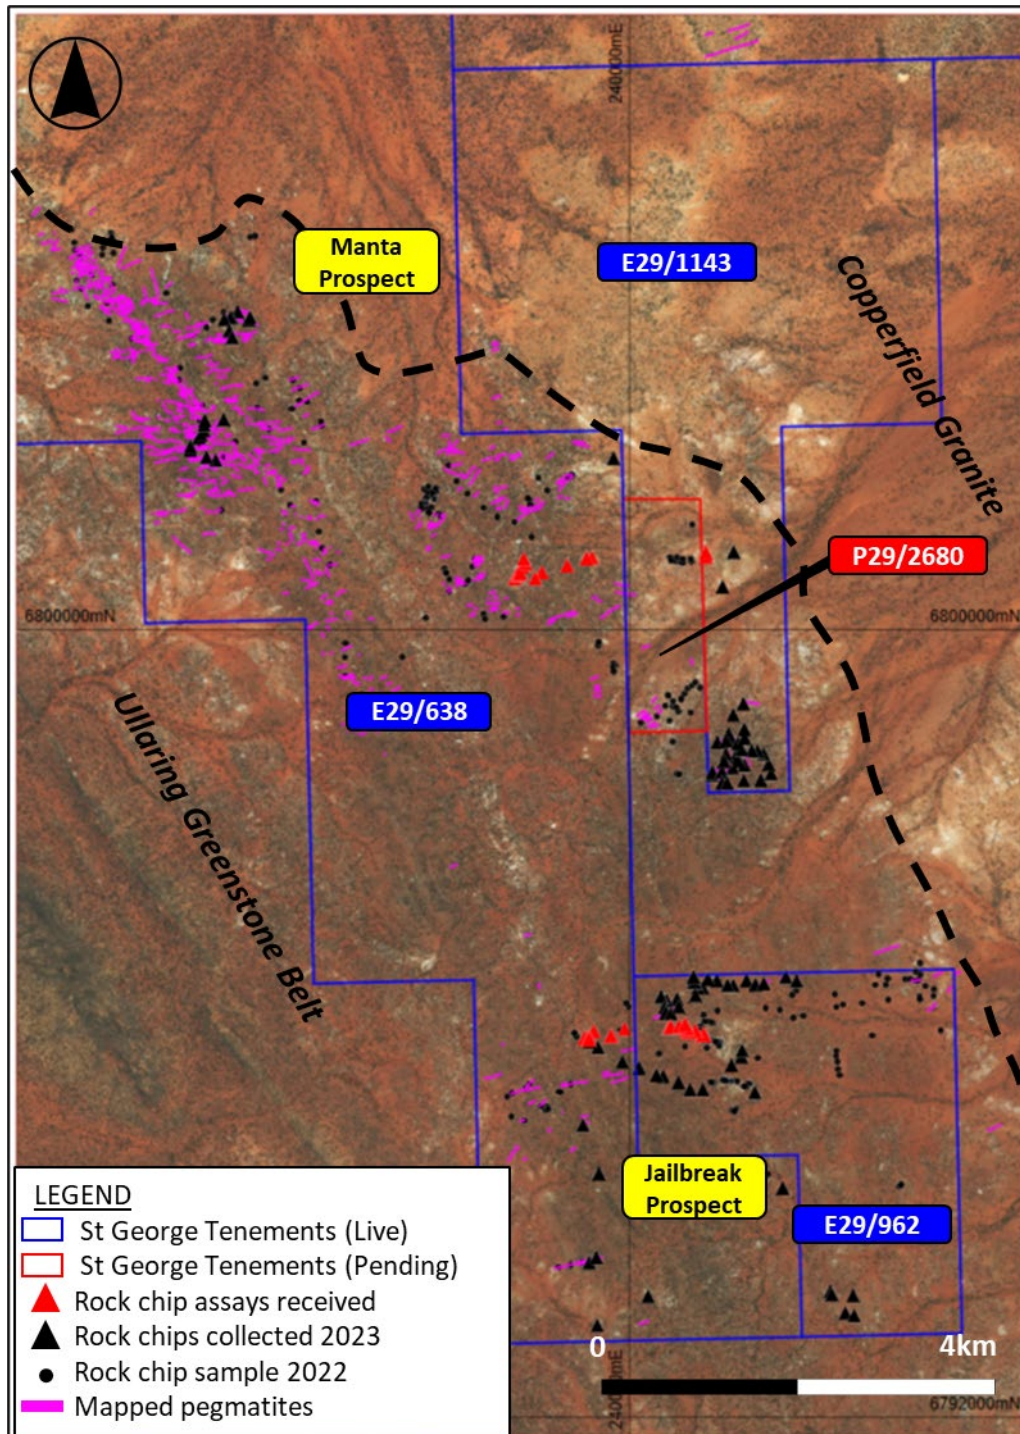 240000mE
Manta
Prospect
E29/1143
Copperfield Granite
P29/2680
6800000mN
6800000mN
E29/638
Ullaring Greenstone Belt
Jailbreak
Prospect
E29/962
LEGEND
St George Tenements (Live)
St George Tenements (Pending)
Rock chip assays received
Rock chips collected 2023
Rock chip sample 2022
Mapped pegmatites
0
4km
6792000mN